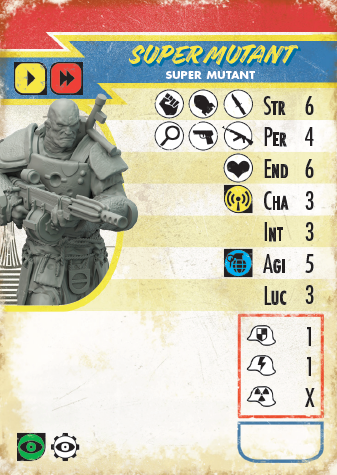 SUPER MUTANT
SUPER MUTANT
STR 6
PER 4
END 6
CHA 3
INT 3
AGI 5
LUC 3
1
1
X